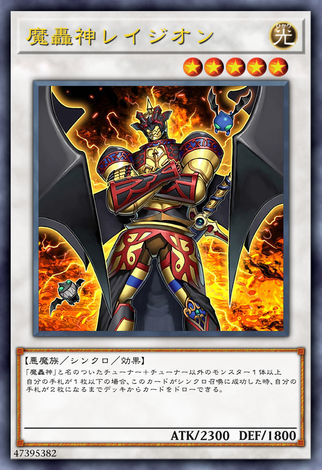 魔轟神レイジオン
光
【悪魔族／シンクロ／効果】
「魔轟神」と名のついたチューナー＋チューナー以外のモンスター１体以上
自分の手札が１枚以下の場合、このカードがシンクロ召喚に成功した時、自分の
手札が２枚になるまでデッキからカードをドローできる。
ATK/2300 DEF/1800
47395382